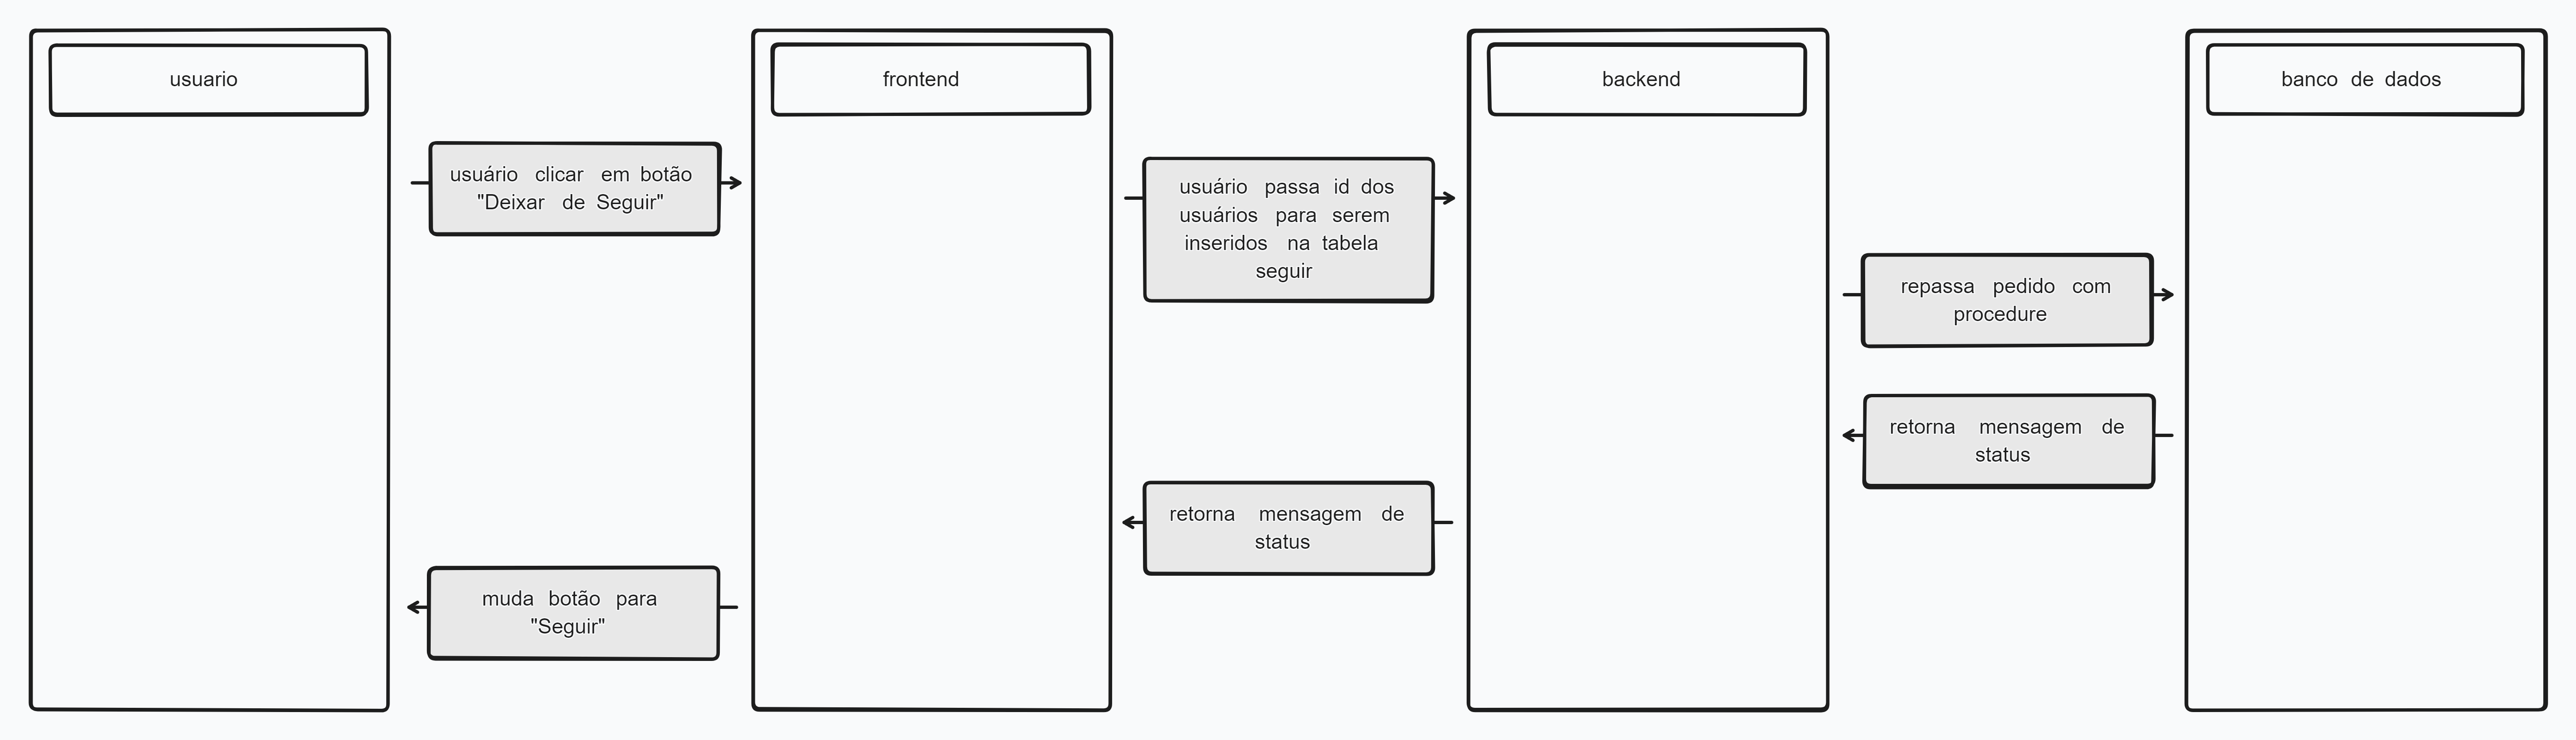 usuario
frontend
backend
banco de dados
usuário clicar em botão
"Deixar de Seguir"
usuário passa id dos
usuários para serem
inseridos na tabela
seguir
repassa pedido com
procedure
retorna mensagem de
status
retorna mensagem de
status
muda botão para
"Seguir"